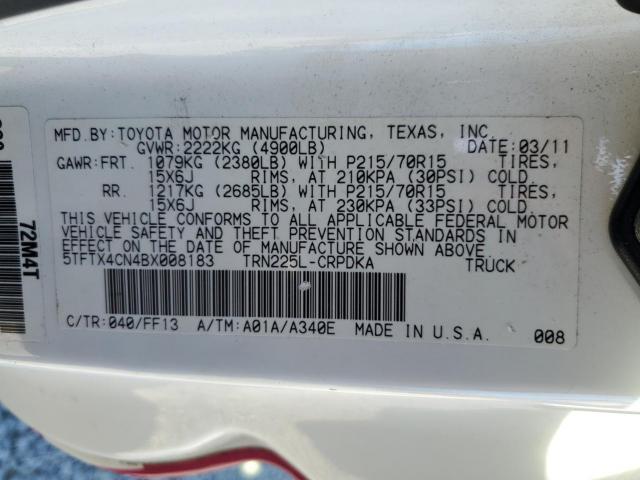 MFD.BY:TOYOTA MOTOR MANUFACTURING, TEXAS, INC.
GVWR:2222KG (4900LB) DATE:03/11
GAWR:FRT. 1079KG (2380LB) WITH P215/70R15 TIRES,
15X6J RIMS, AT 210KPA (30PSI) COLD
RR. 1217KG (2685LB) WITH P215/70R15 TIRES,
15X6J RIMS, AT 230KPA (33PSI) COLD
THIS VEHICLE CONFORMS TO ALL APPLICABLE FEDERAL MOTOR
VEHICLE SAFETY AND THEFT PREVENTION STANDARDS IN
EFFECT ON THE DATE OF MANUFACTURE SHOWN ABOVE.
5TFTX4CN4BX008183 TRN225L-CRPDKA TRUCK
C/TR:040/FF13 A/TM:A01A/A340E MADE IN U.S.A. 008
72M4T